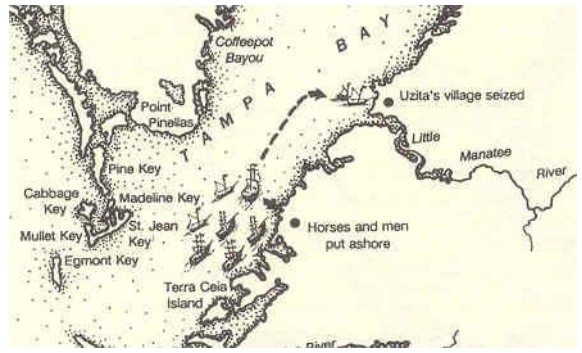 Coffeepot
Bayou
TAMPA BAY
Point
Pinellas
Uzita's village seized
Little
Manatee
River
Pine Key
Cabbage
Key
Madeline Key
Mullet Key
St. Jean
Key
Horses and men
put ashore
Egmont Key
Terra Ceia
Island
River